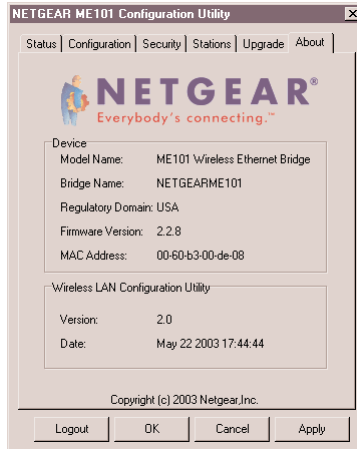 NETGEAR ME101 Configuration Utility X
Status Configuration Security Stations Upgrade About
NETGEAR®
Everybody's connecting.™
Device
Model Name: ME101 Wireless Ethernet Bridge
Bridge Name: NETGEARME101
Regulatory Domain: USA
Firmware Version: 2.2.8
MAC Address: 00-60-b3-00-de-08
Wireless LAN Configuration Utility
Version: 2.0
Date: May 22 2003 17:44:44
Copyright (c) 2003 Netgear,Inc.
Logout OK Cancel Apply